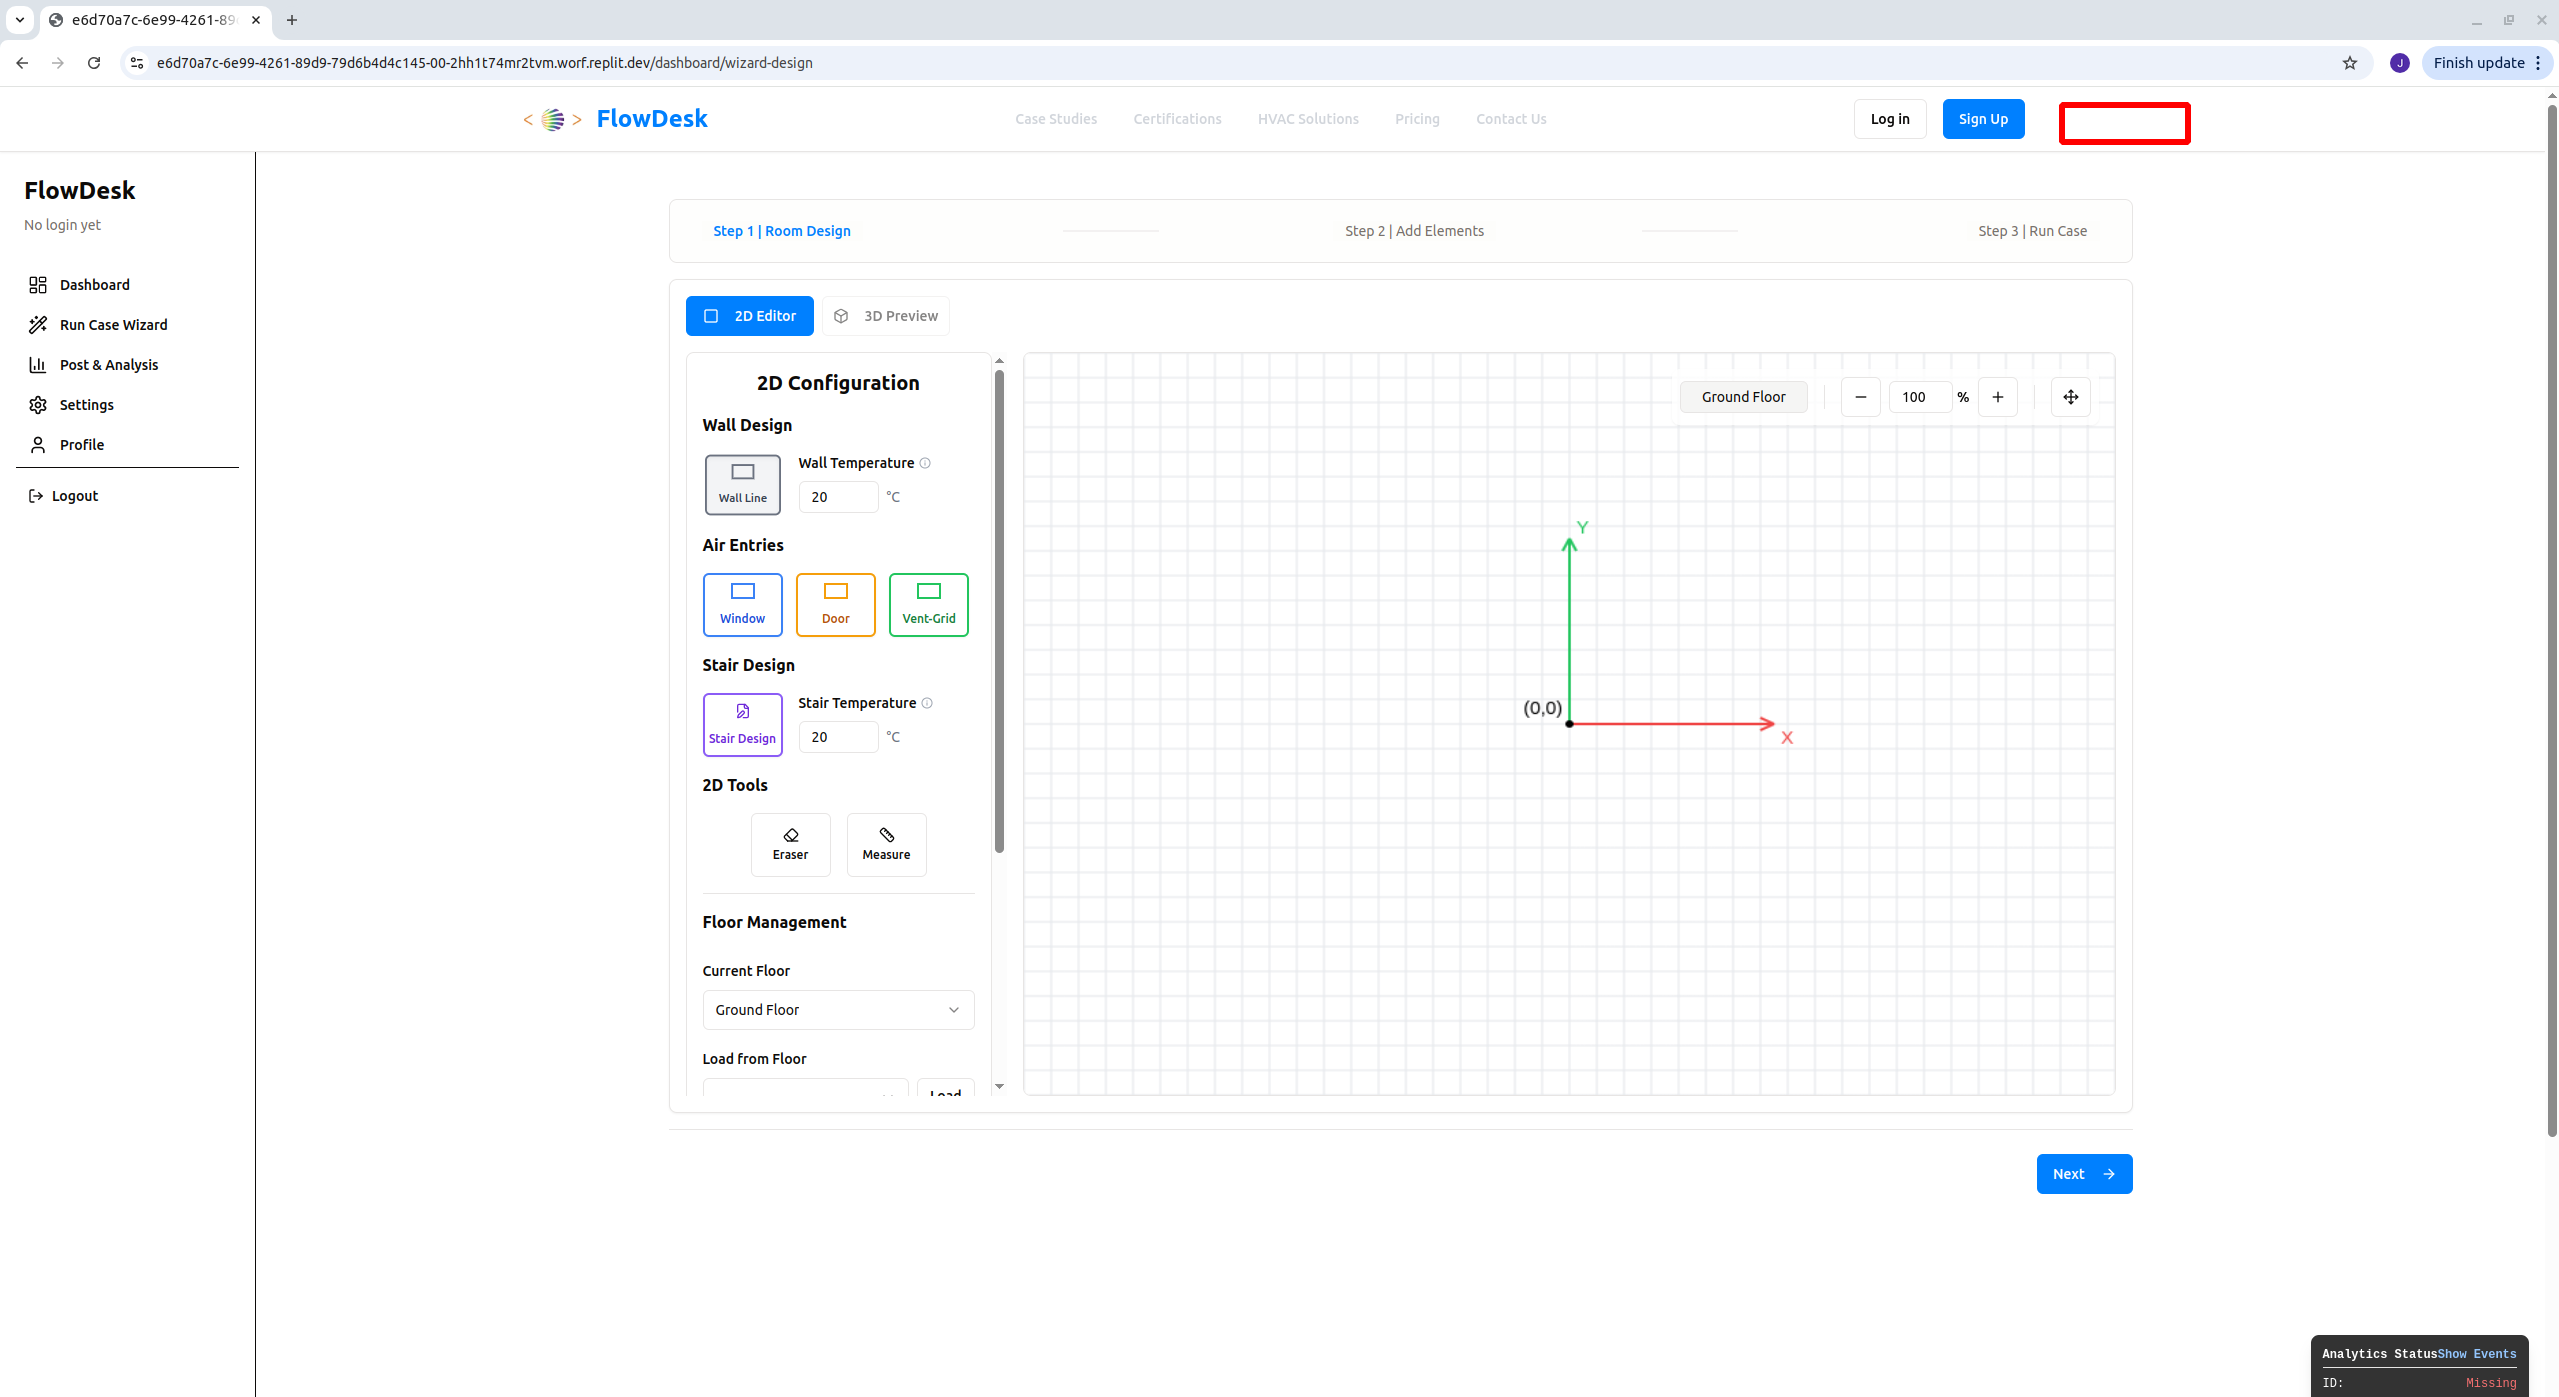 e6d70a7c-6e99-4261-89
e6d70a7c-6e99-4261-89d9-79d6b4d4c145-00-2hh1t74mr2tvm.worf.replit.dev/dashboard/wizard-design
J
Finish update
< > FlowDesk
Case Studies
Certifications
HVAC Solutions
Pricing
Contact Us
Log in
Sign Up
FlowDesk
No login yet
Dashboard
Run Case Wizard
Post & Analysis
Settings
Profile
Logout
Step 1 | Room Design
Step 2 | Add Elements
Step 3 | Run Case
2D Editor
3D Preview
2D Configuration
Wall Design
Wall Line
Wall Temperature
20 °C
Air Entries
Window
Door
Vent-Grid
Stair Design
Stair Design
Stair Temperature
20 °C
2D Tools
Eraser
Measure
Floor Management
Current Floor
Ground Floor
Load from Floor
Load
Ground Floor
100 %
Y
(0,0)
X
Next
Analytics Status Show Events
ID: Missing